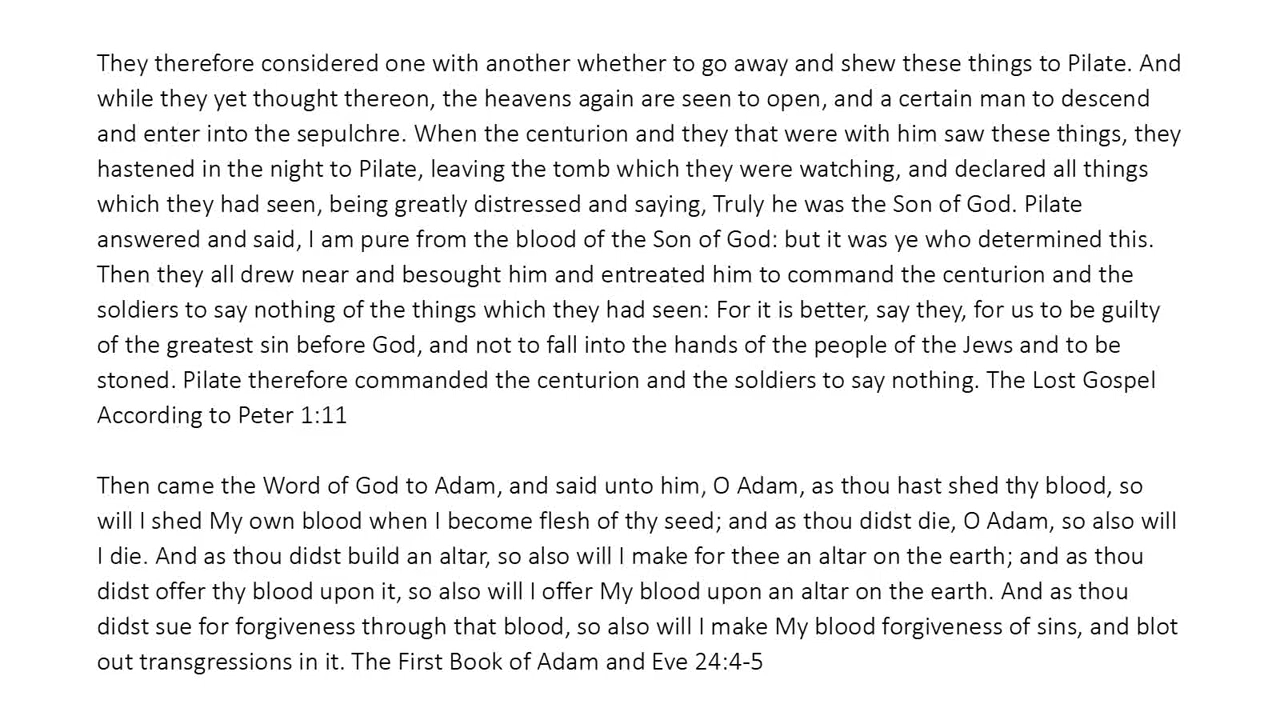 They therefore considered one with another whether to go away and shew these things to Pilate. And
while they yet thought thereon, the heavens again are seen to open, and a certain man to descend
and enter into the sepulchre. When the centurion and they that were with him saw these things, they
hastened in the night to Pilate, leaving the tomb which they were watching, and declared all things
which they had seen, being greatly distressed and saying, Truly he was the Son of God. Pilate
answered and said, I am pure from the blood of the Son of God: but it was ye who determined this.
Then they all drew near and besought him and entreated him to command the centurion and the
soldiers to say nothing of the things which they had seen: For it is better, say they, for us to be guilty
of the greatest sin before God, and not to fall into the hands of the people of the Jews and to be
stoned. Pilate therefore commanded the centurion and the soldiers to say nothing. The Lost Gospel
According to Peter 1:11

Then came the Word of God to Adam, and said unto him, O Adam, as thou hast shed thy blood, so
will I shed My own blood when I become flesh of thy seed; and as thou didst die, O Adam, so also will
I die. And as thou didst build an altar, so also will I make for thee an altar on the earth; and as thou
didst offer thy blood upon it, so also will I offer My blood upon an altar on the earth. And as thou
didst sue for forgiveness through that blood, so also will I make My blood forgiveness of sins, and blot
out transgressions in it. The First Book of Adam and Eve 24:4-5